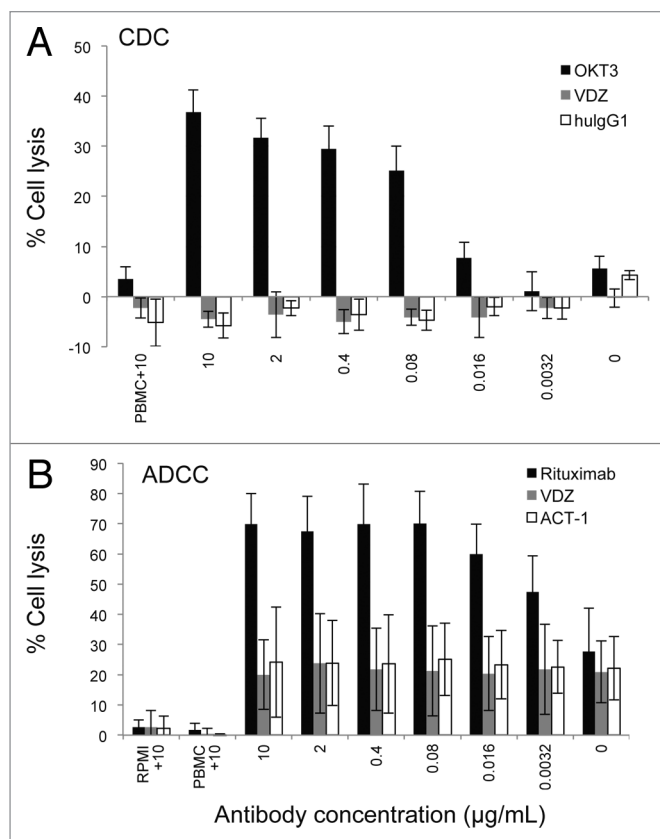 A
CDC
OKT3
VDZ
huIgG1
% Cell lysis
50
40
30
20
10
0
-10
PBMC+10
10
2
0.4
0.08
0.016
0.0032
0
B
ADCC
Rituximab
VDZ
ACT-1
% Cell lysis
90
80
70
60
50
40
30
20
10
0
RPMI
+10
PBMC
+10
10
2
0.4
0.08
0.016
0.0032
0
Antibody concentration (µg/mL)